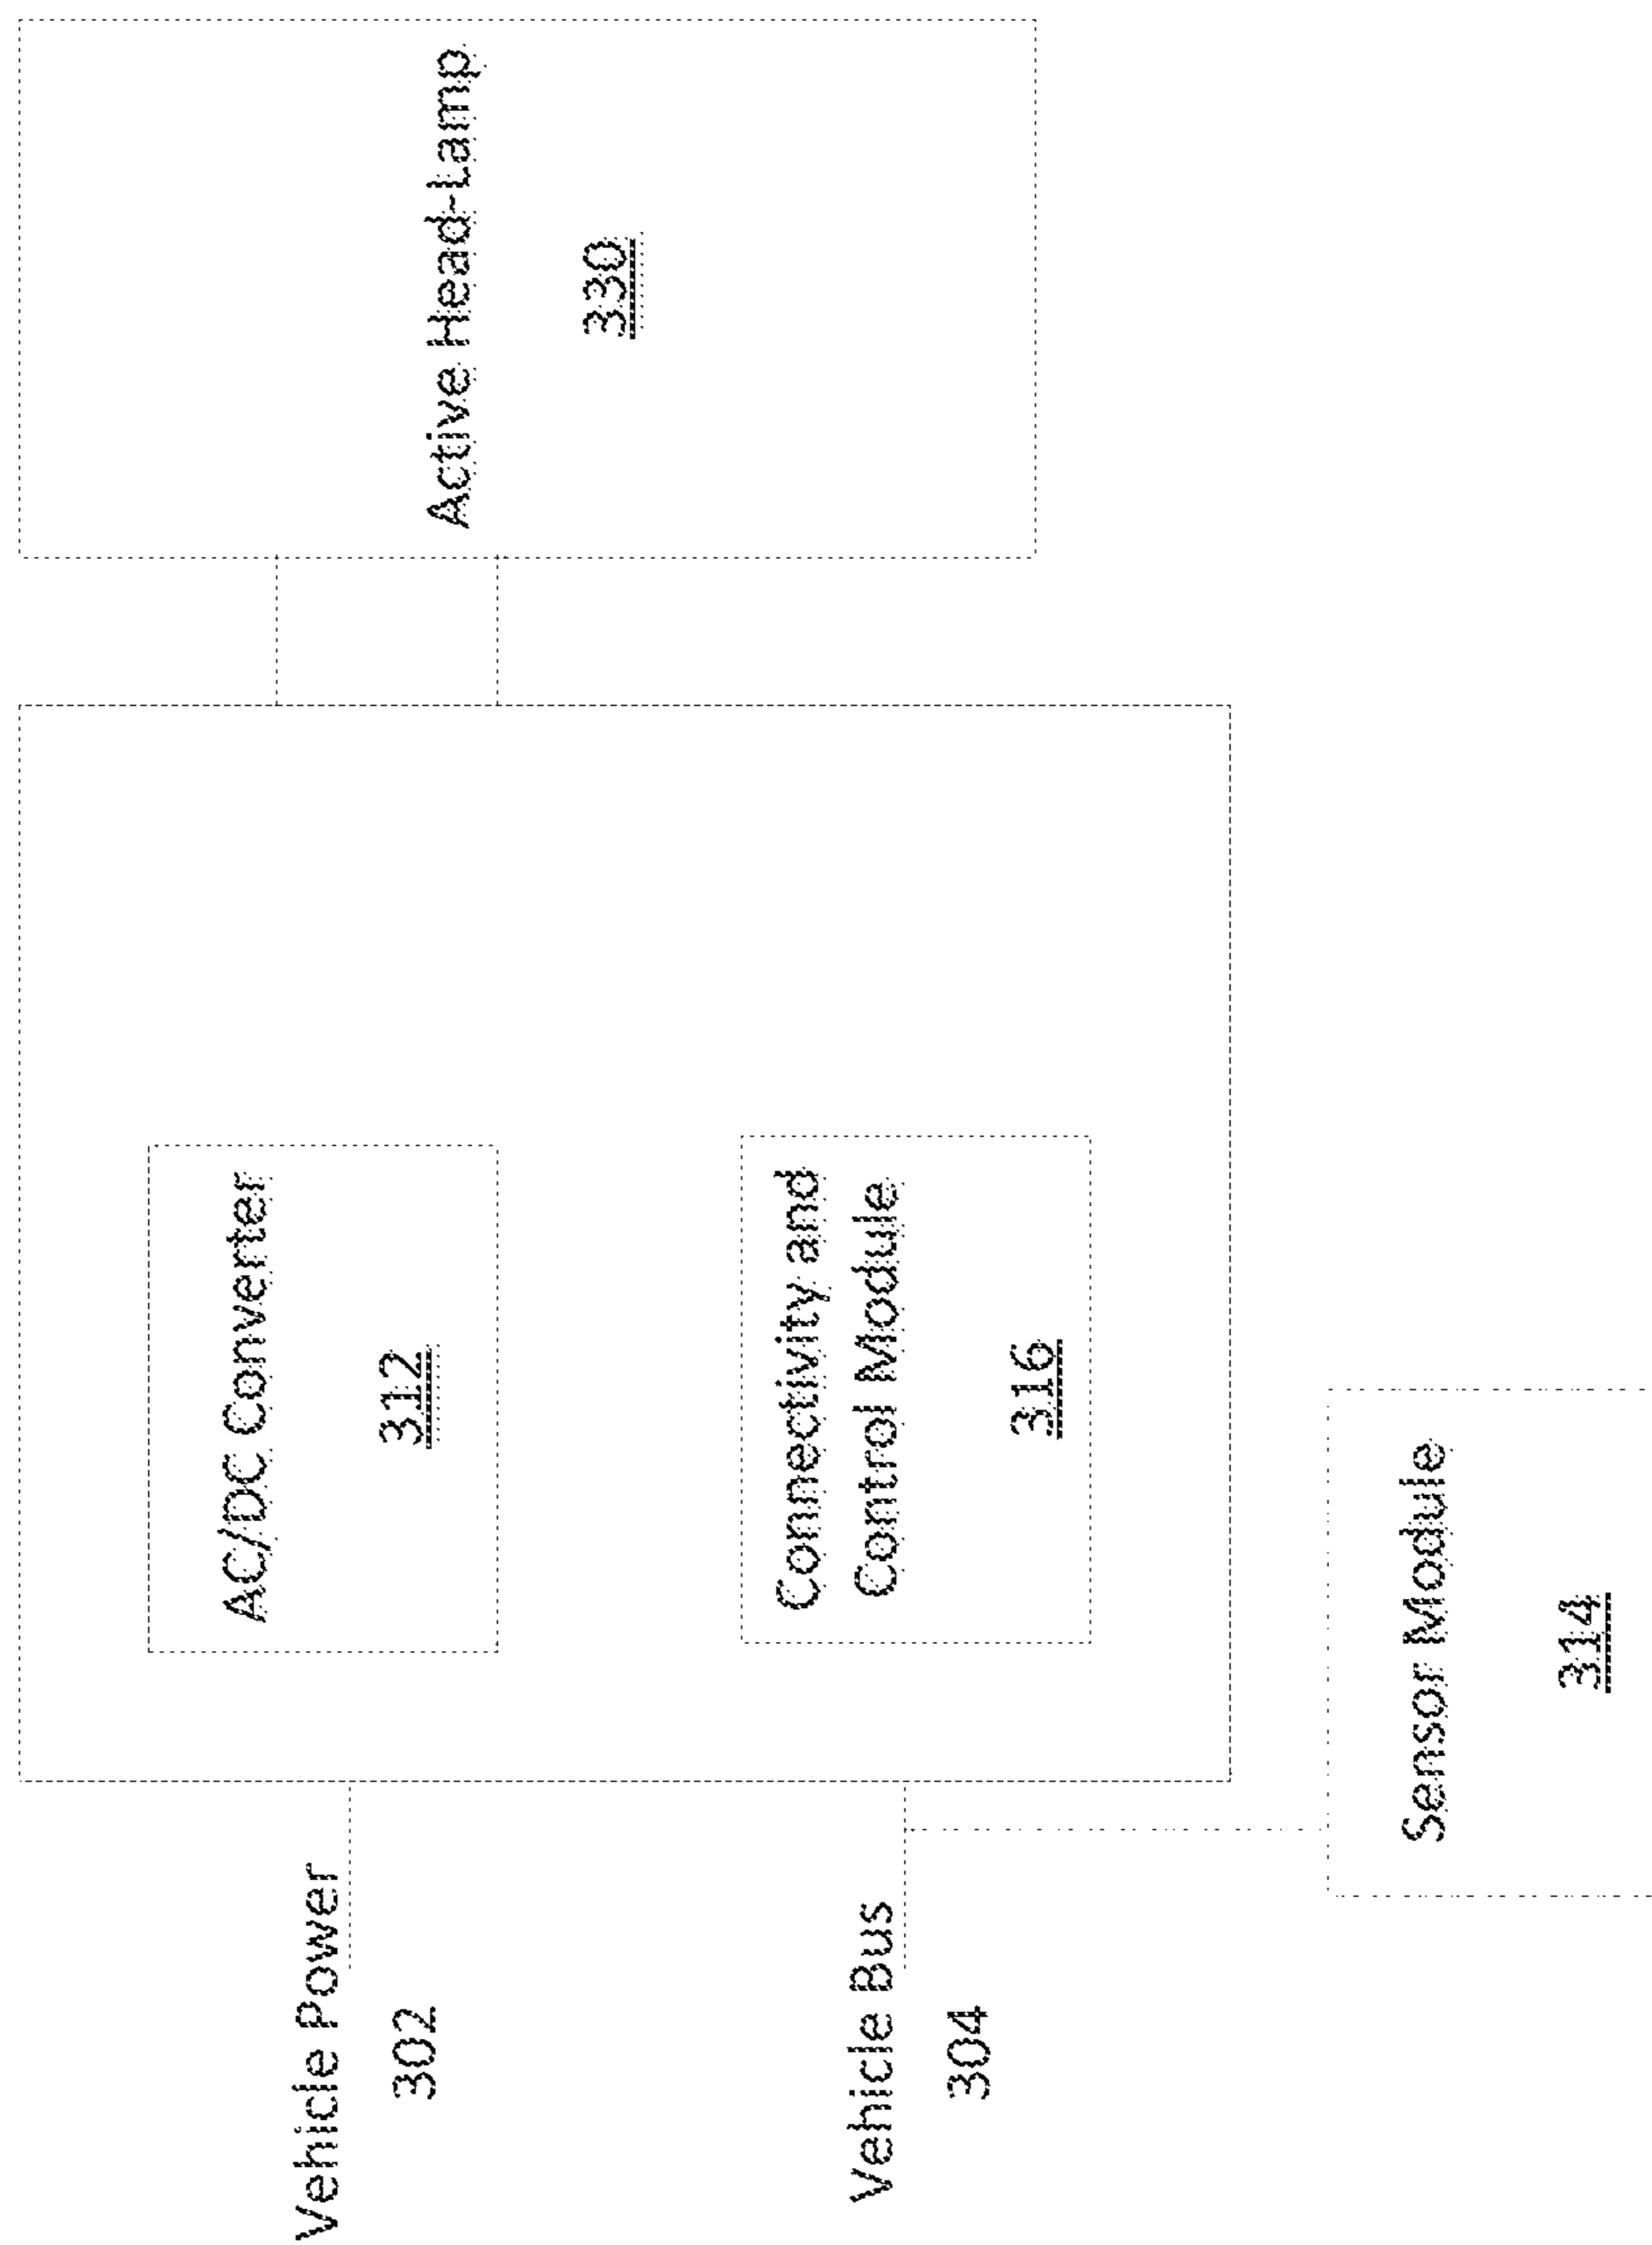 Vehicle Power
302
Vehicle Bus
304
AC/DC Converter
312
Connectivity and
Control Module
316
Sensor Module
314
Active Head-Lamp
330